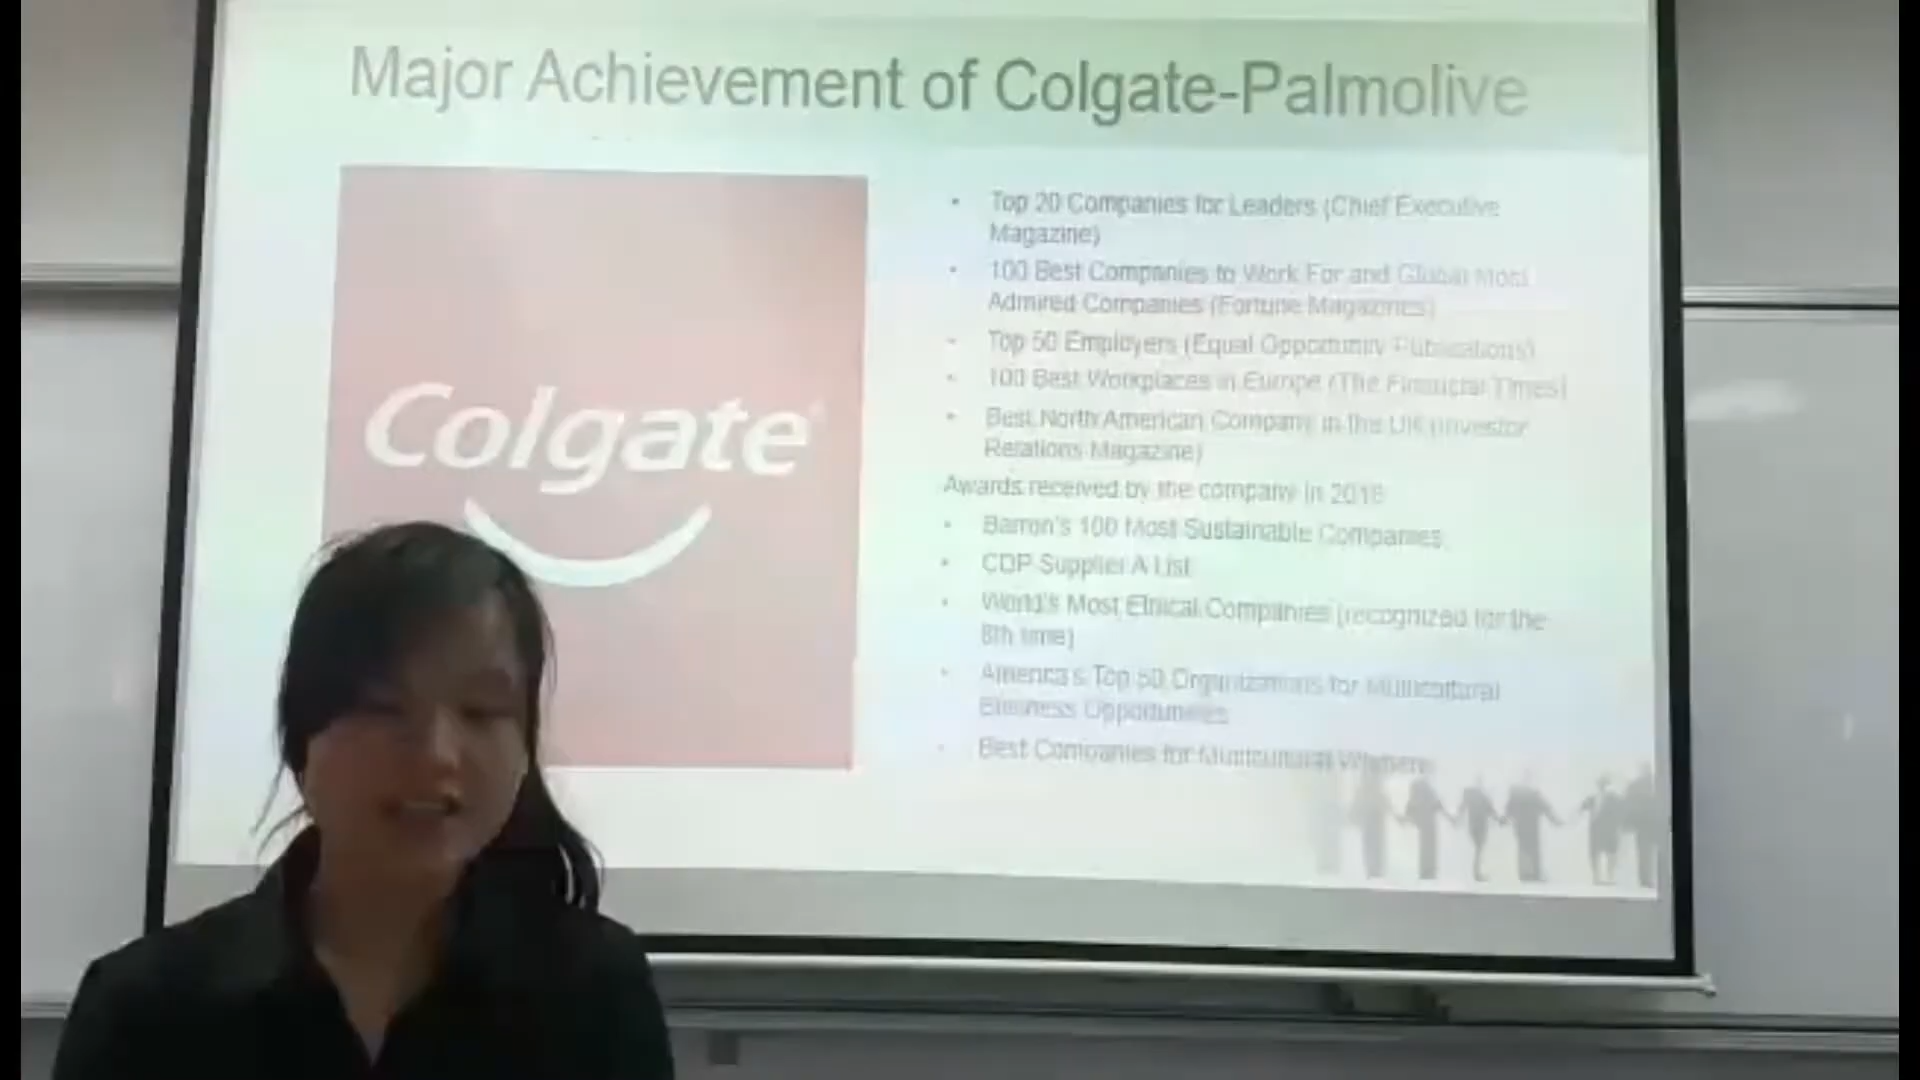 Major Achievement of Colgate-Palmolive
Colgate
• Top 20 Companies for Leaders (Chief Executive
Magazine)
• 100 Best Companies to Work For and Global Most
Admired Companies (Fortune Magazines)
• Top 50 Employers (Equal Opportunity Publications)
• 100 Best Workplaces in Europe (The Financial Times)
• Best North American Company in the UK (Investor
Relations Magazine)
Awards received by the company in
• Barron's 100 Most Sustainable Companies
• CDP Supplier A List
• World's Most Ethical Companies (recognized for the
8th time)
• America's Top 50 Organizations for Multicultural
Business Opportunities
• Best Companies for Multicultural Women